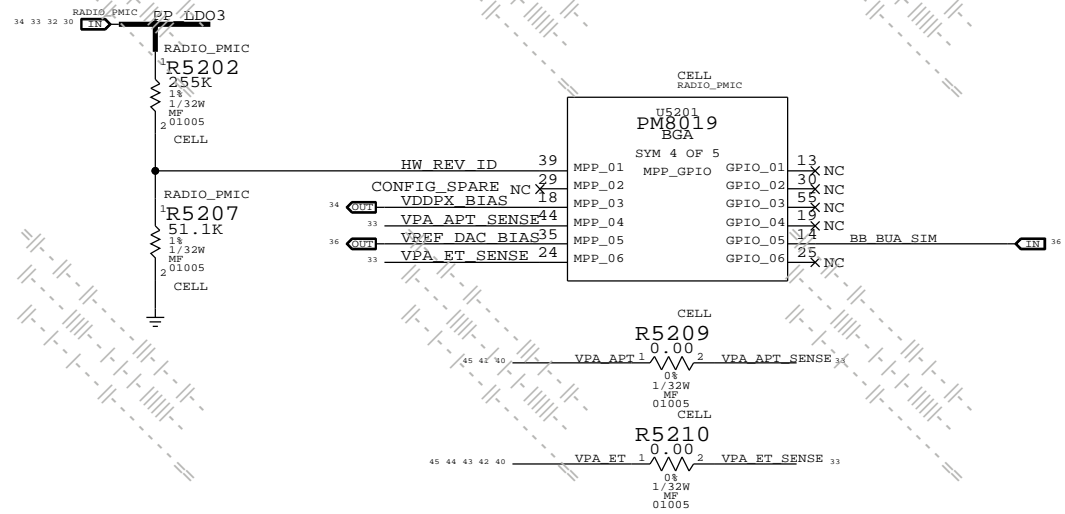 34 33 32 30 IN RADIO_PMIC PP_LDO3
RADIO_PMIC
1
R5202
255K
1%
1/32W
MF
01005
2
CELL
RADIO_PMIC
1
R5207
51.1K
1%
1/32W
MF
01005
2
CELL
CELL
RADIO_PMIC
U5201
PM8019
BGA
SYM 4 OF 5
MPP_GPIO
HW_REV_ID 39 MPP_01 GPIO_01 13 NC
CONFIG_SPARE NC 29 MPP_02 GPIO_02 30 NC
34 OUT VDDPX_BIAS 18 MPP_03 GPIO_03 55 NC
33 VPA_APT_SENSE 44 MPP_04 GPIO_04 19 NC
36 OUT VREF_DAC_BIAS 35 MPP_05 GPIO_05 14 BB_BUA_SIM IN 36
33 VPA_ET_SENSE 24 MPP_06 GPIO_06 25 NC
CELL
R5209
0.00
45 41 40 VPA_APT 1 2 VPA_APT_SENSE 33
0%
1/32W
MF
01005
CELL
R5210
0.00
45 44 43 42 40 VPA_ET 1 2 VPA_ET_SENSE 33
0%
1/32W
MF
01005